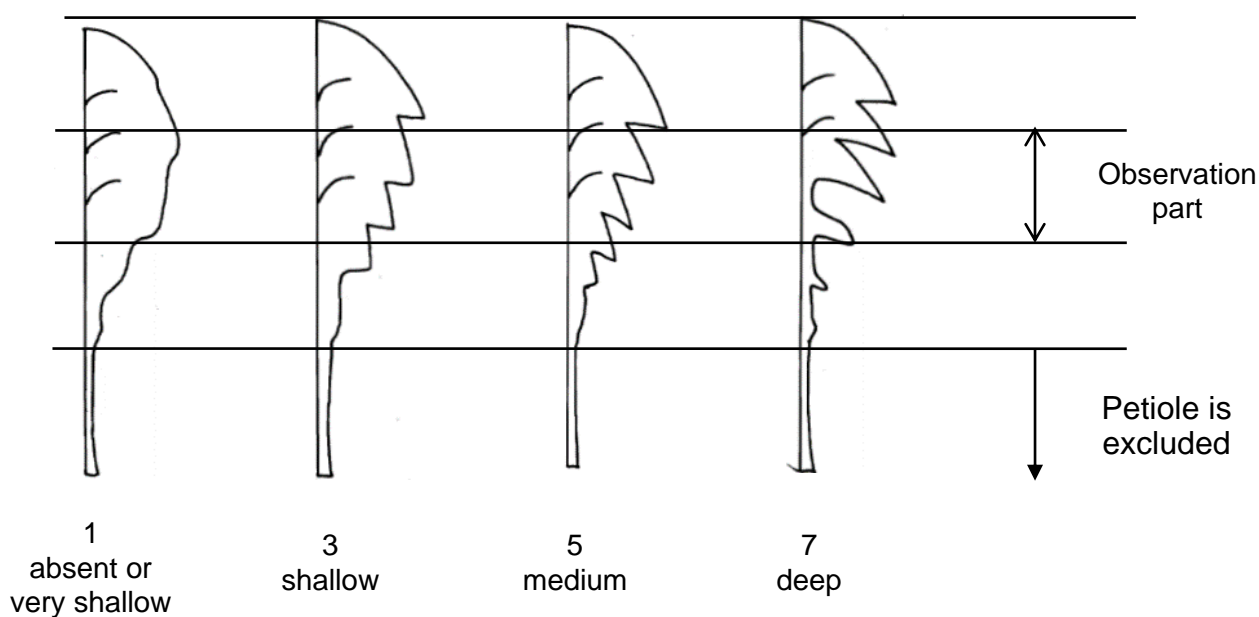 Observation
part
Petiole is
excluded
1
absent or
very shallow
3
shallow
5
medium
7
deep